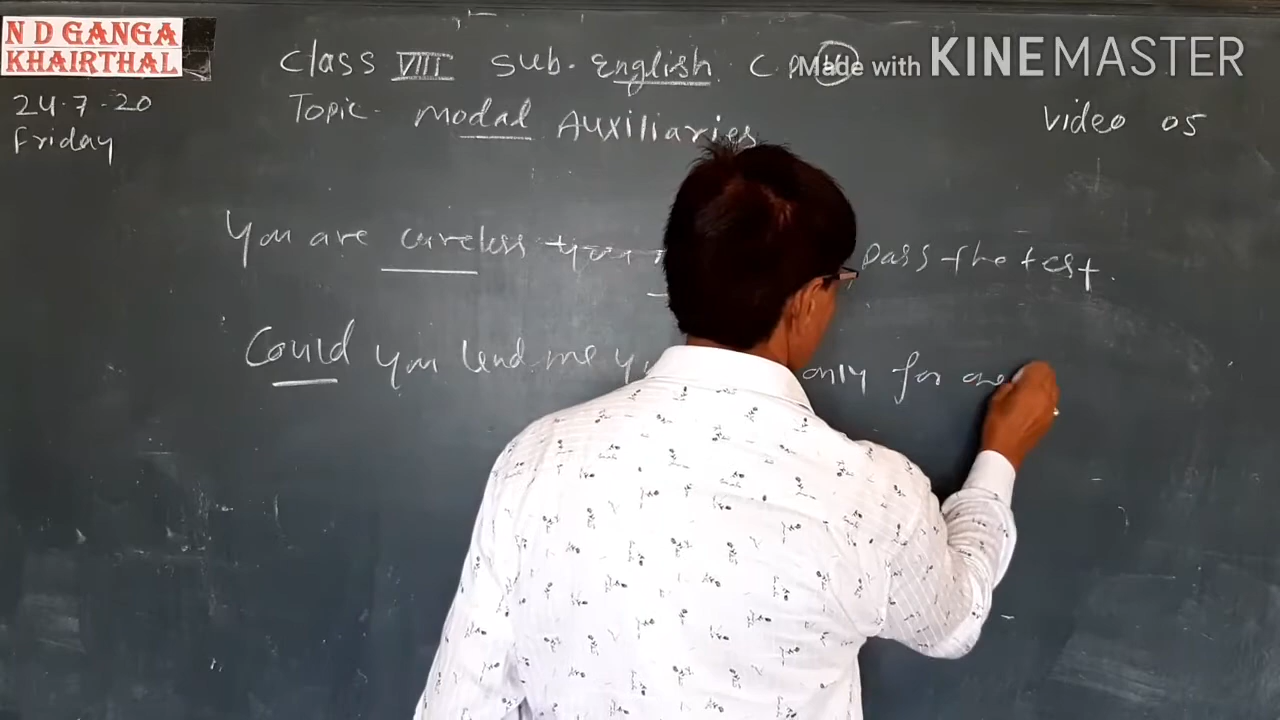 N D GANGA
KHAIRTHAL
Made with KINEMASTER
Class VIII Sub. English
24.7.20
Friday
Topic - Modal Auxiliaries
Video 05
You are careless pass the test.
Could you lend me only for one